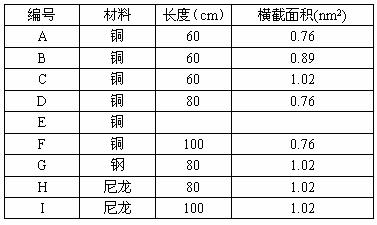 编号 材料 长度(cm) 横截面积(nm²)
A 铜 60 0.76
B 铜 60 0.89
C 铜 60 1.02
D 铜 80 0.76
E 铜
F 铜 100 0.76
G 钢 80 1.02
H 尼龙 80 1.02
I 尼龙 100 1.02